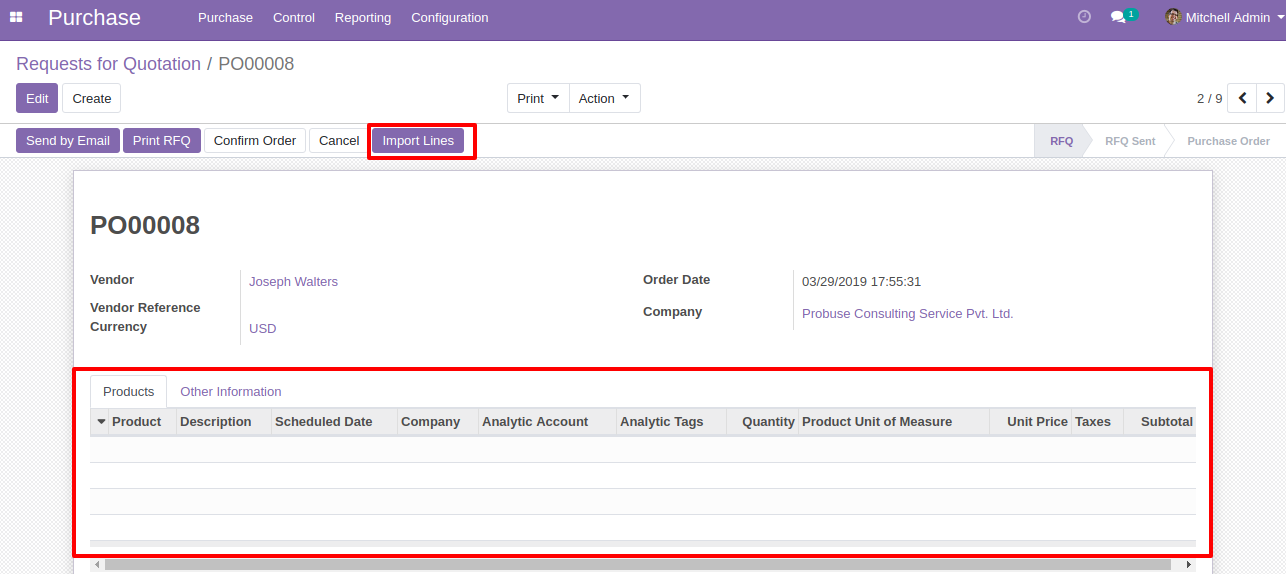 Purchase Purchase Control Reporting Configuration 1 Mitchell Admin
Requests for Quotation / PO00008
Edit Create Print Action 2 / 9
Send by Email Print RFQ Confirm Order Cancel Import Lines RFQ RFQ Sent Purchase Order
PO00008
Vendor Joseph Walters Order Date 03/29/2019 17:55:31
Vendor Reference Company Probuse Consulting Service Pvt. Ltd.
Currency USD
Products Other Information
Product Description Scheduled Date Company Analytic Account Analytic Tags Quantity Product Unit of Measure Unit Price Taxes Subtotal